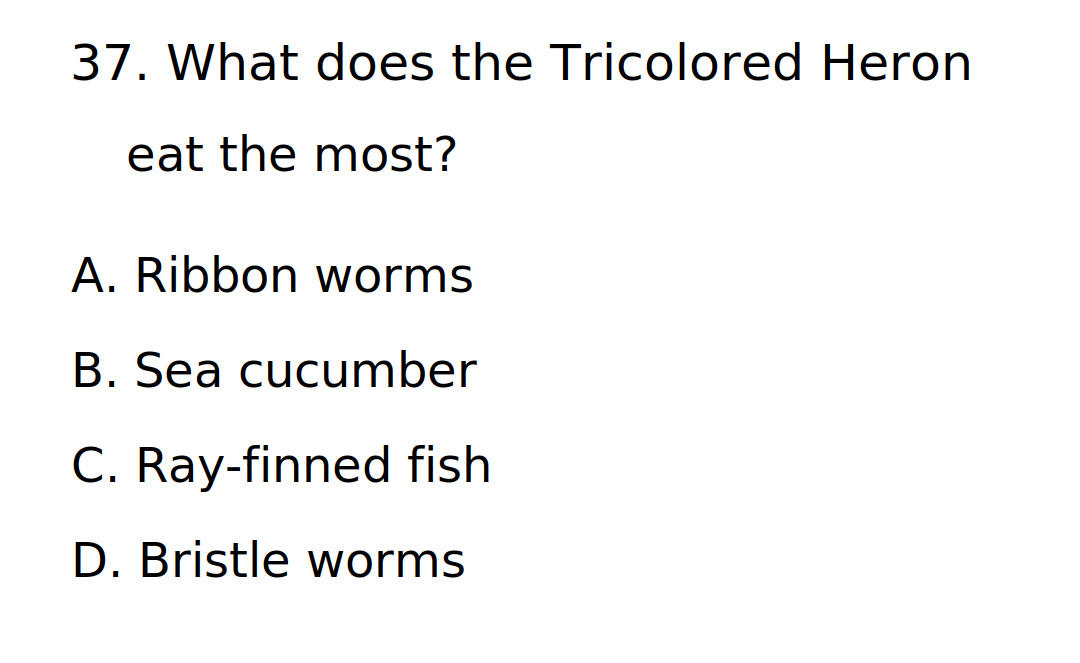 37. What does the Tricolored Heron
eat the most?
A. Ribbon worms
B. Sea cucumber
C. Ray-finned fish
D. Bristle worms